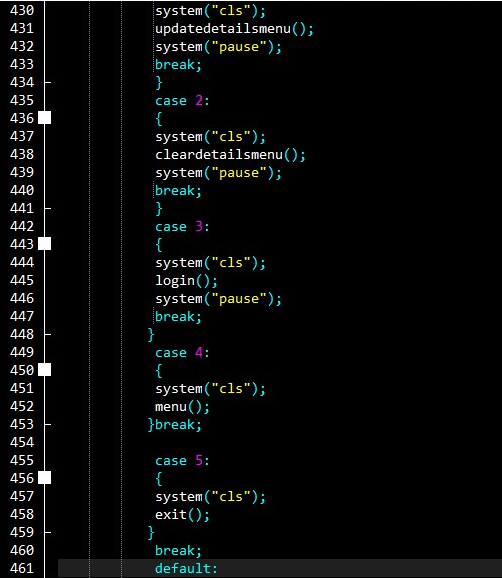 430 system("cls");
431 updatedetailsmenu();
432 system("pause");
433 break;
434 }
435 case 2:
436 {
437 system("cls");
438 cleardetailsmenu();
439 system("pause");
440 break;
441 }
442 case 3:
443 {
444 system("cls");
445 login();
446 system("pause");
447 break;
448 }
449 case 4:
450 {
451 system("cls");
452 menu();
453 }break;
454
455 case 5:
456 {
457 system("cls");
458 exit();
459 }
460 break;
461 default: